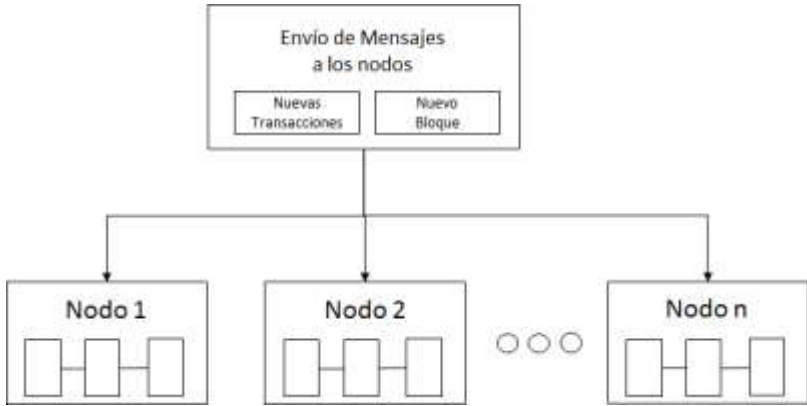 Envío de Mensajes
a los nodos
Nuevas
Transacciones
Nuevo
Bloque
Nodo 1
Nodo 2
Nodo n